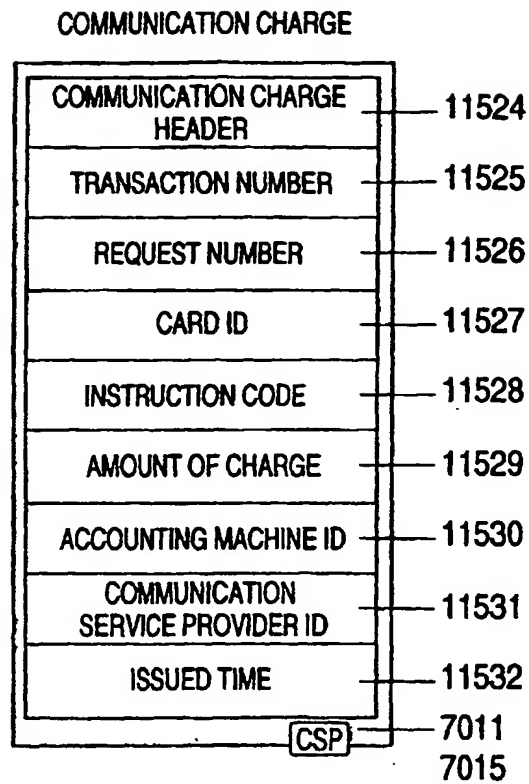 COMMUNICATION CHARGE
COMMUNICATION CHARGE
HEADER
11524
TRANSACTION NUMBER
11525
REQUEST NUMBER
11526
CARD ID
11527
INSTRUCTION CODE
11528
AMOUNT OF CHARGE
11529
ACCOUNTING MACHINE ID
11530
COMMUNICATION
SERVICE PROVIDER ID
11531
ISSUED TIME
11532
CSP
7011
7015